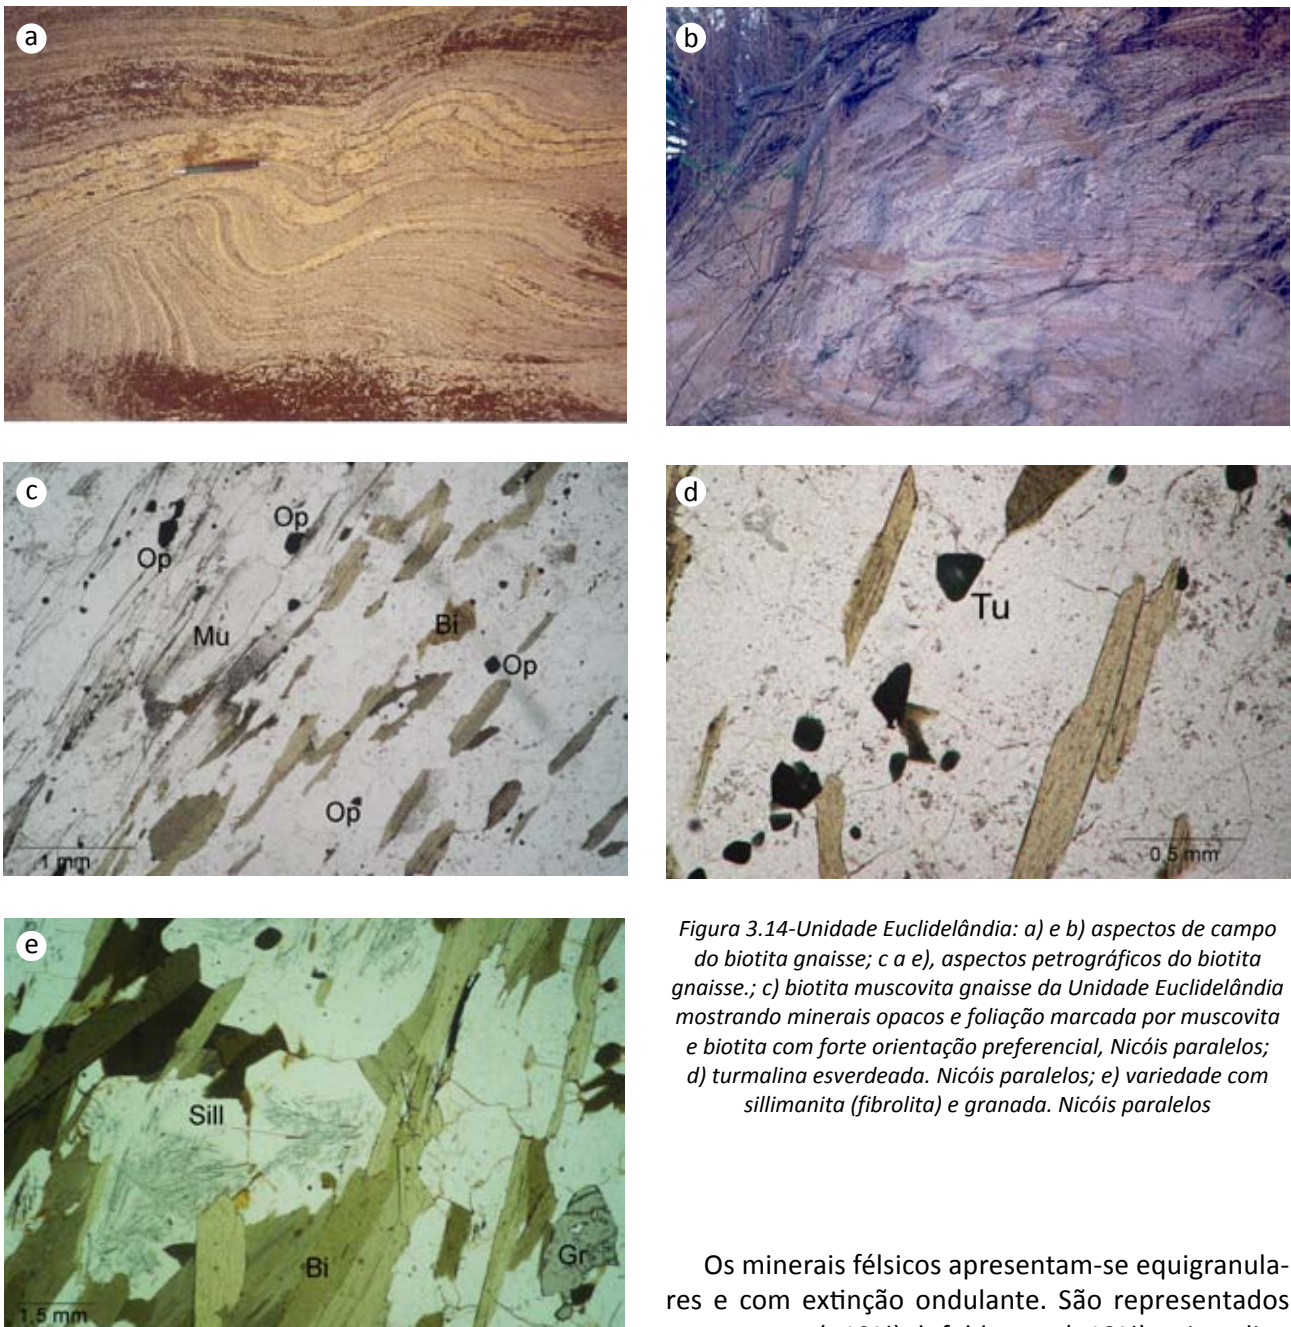 a
b
c
Op
Op
Mu
Bi
Op
Op
1 mm
d
Tu
0,5 mm
e
Sill
Bi
Gr
1.5 mm
Figura 3.14-Unidade Euclidelândia: a) e b) aspectos de campo
do biotita gnaisse; c a e), aspectos petrográficos do biotita
gnaisse.; c) biotita muscovita gnaisse da Unidade Euclidelândia
mostrando minerais opacos e foliação marcada por muscovita
e biotita com forte orientação preferencial, Nicóis paralelos;
d) turmalina esverdeada. Nicóis paralelos; e) variedade com
sillimanita (fibrolita) e granada. Nicóis paralelos
Os minerais félsicos apresentam-se equigranula-
res e com extinção ondulante. São representados